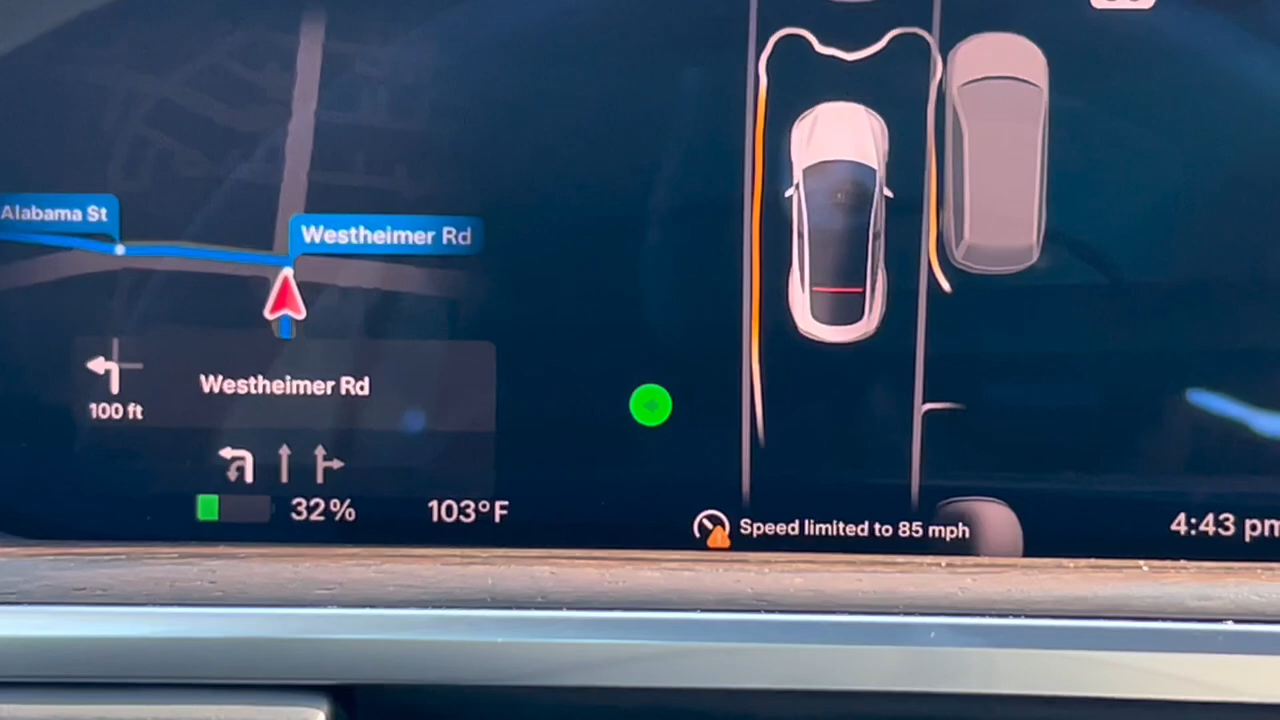 Alabama St
Westheimer Rd
Westheimer Rd
100 ft
32%
103°F
Speed limited to 85 mph
4:43 pm